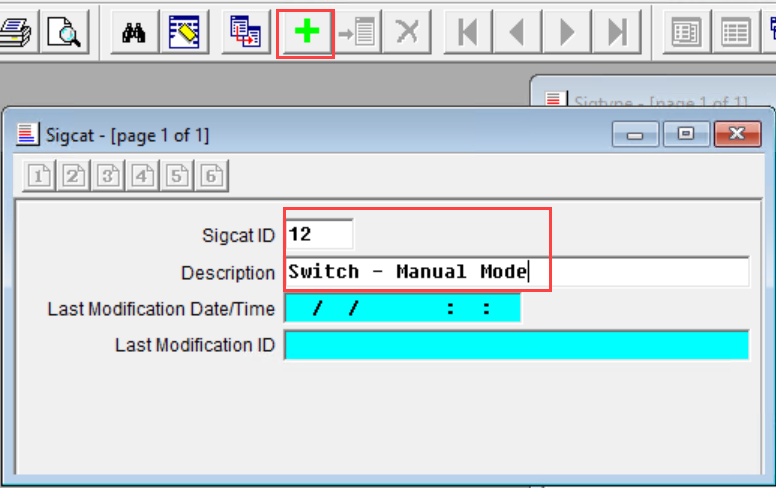 Sigtype - [page 1 of 1]
Sigcat - [page 1 of 1]
1 2 3 4 5 6
Sigcat ID 12
Description Switch - Manual Mode
Last Modification Date/Time / / : :
Last Modification ID